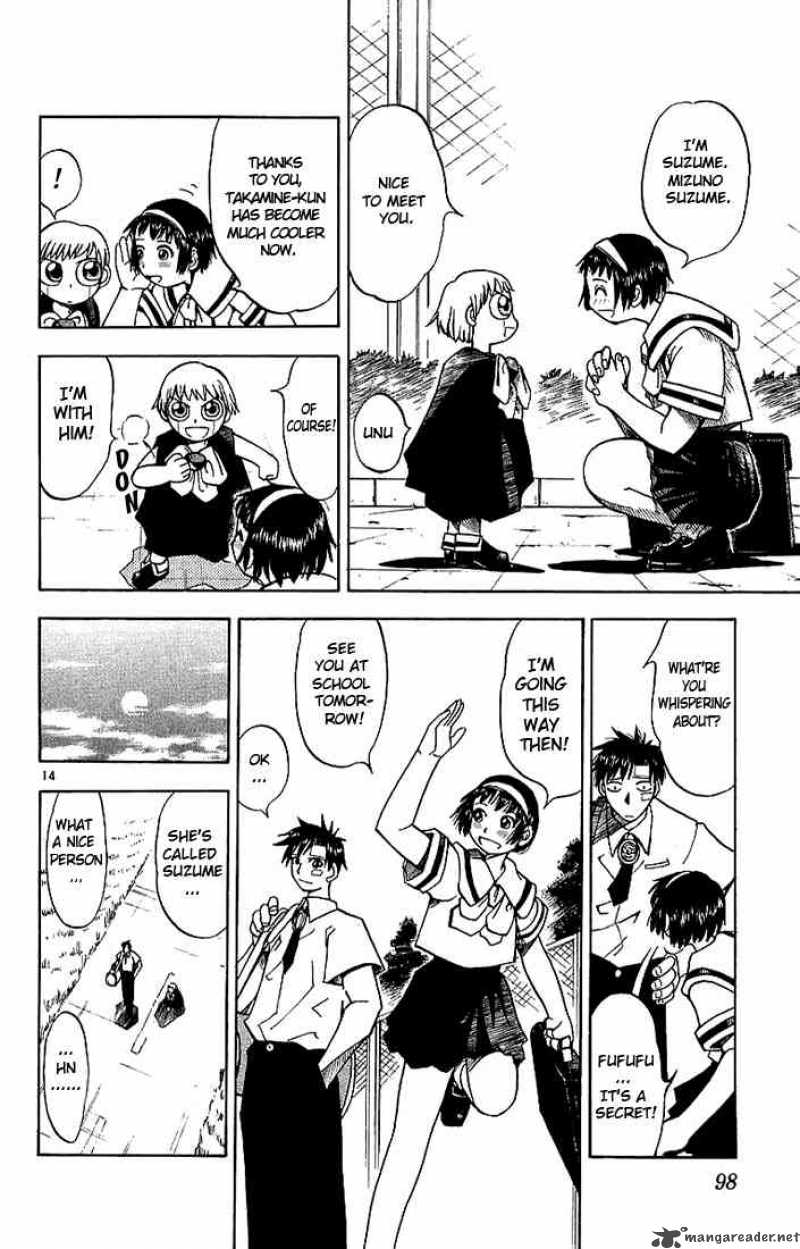 I'M
SUZUME.
MIZUNO
SUZUME.
NICE
TO MEET
YOU.
UNU
THANKS
TO YOU,
TAKAMINE-KUN
HAS BECOME
MUCH COOLER
NOW.
!
OF
COURSE!
I'M
WITH
HIM!
DON
WHAT'RE
YOU
WHISPERING
ABOUT?
FUFUFU
...
IT'S A
SECRET!
I'M
GOING
THIS
WAY
THEN!
SEE
YOU AT
SCHOOL
TOMOR-
ROW!
OK
...
14
SHE'S
CALLED
SUZUME
...
WHAT
A NICE
PERSON
...
...
HN
......
98
mangareader.net